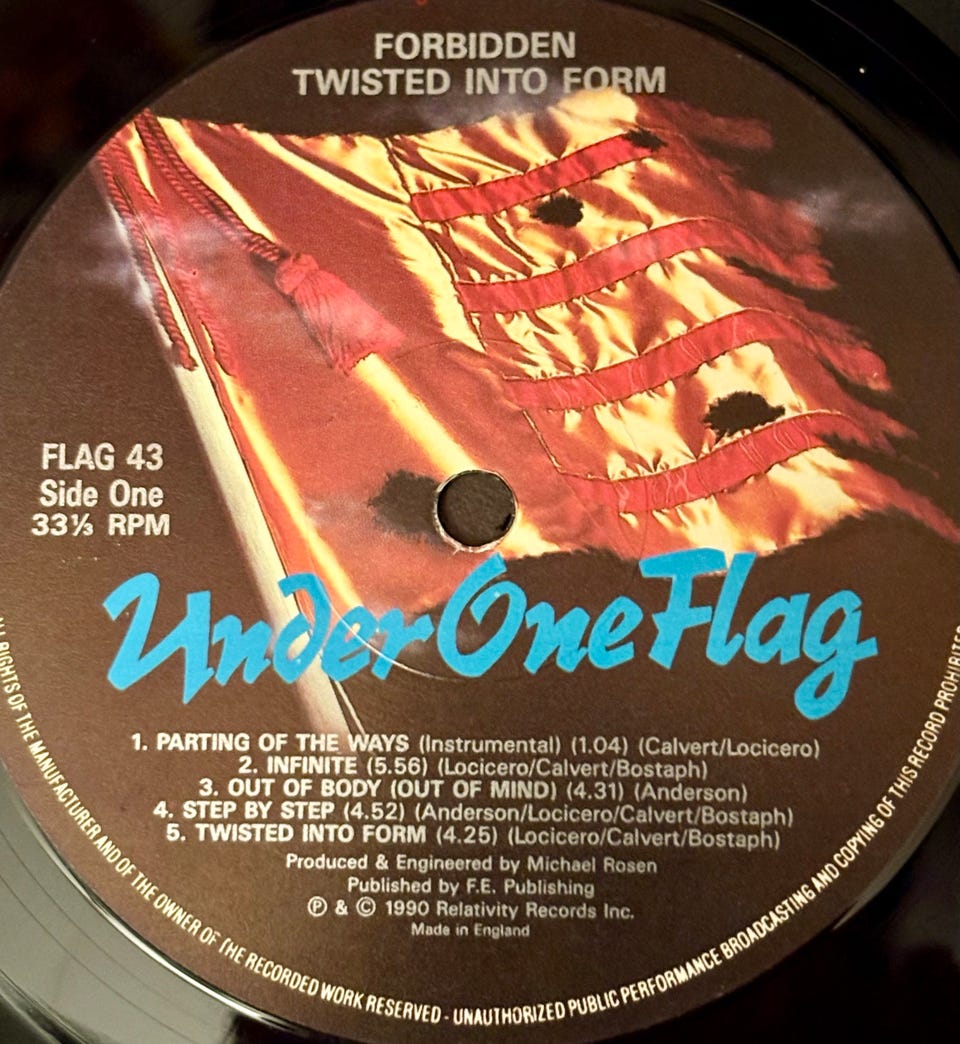 FORBIDDEN
TWISTED INTO FORM
FLAG 43
Side One
33⅓ RPM
Under One Flag
1. PARTING OF THE WAYS (Instrumental) (1.04) (Calvert/Locicero)
2. INFINITE (5.56) (Locicero/Calvert/Bostaph)
3. OUT OF BODY (OUT OF MIND) (4.31) (Anderson)
4. STEP BY STEP (4.52) (Anderson/Locicero/Calvert/Bostaph)
5. TWISTED INTO FORM (4.25) (Locicero/Calvert/Bostaph)
Produced & Engineered by Michael Rosen
Published by F.E. Publishing
℗ & © 1990 Relativity Records Inc.
Made in England
ALL RIGHTS OF THE MANUFACTURER AND OF THE OWNER OF THE RECORDED WORK RESERVED - UNAUTHORIZED PUBLIC PERFORMANCE BROADCASTING AND COPYING OF THIS RECORD PROHIBITED